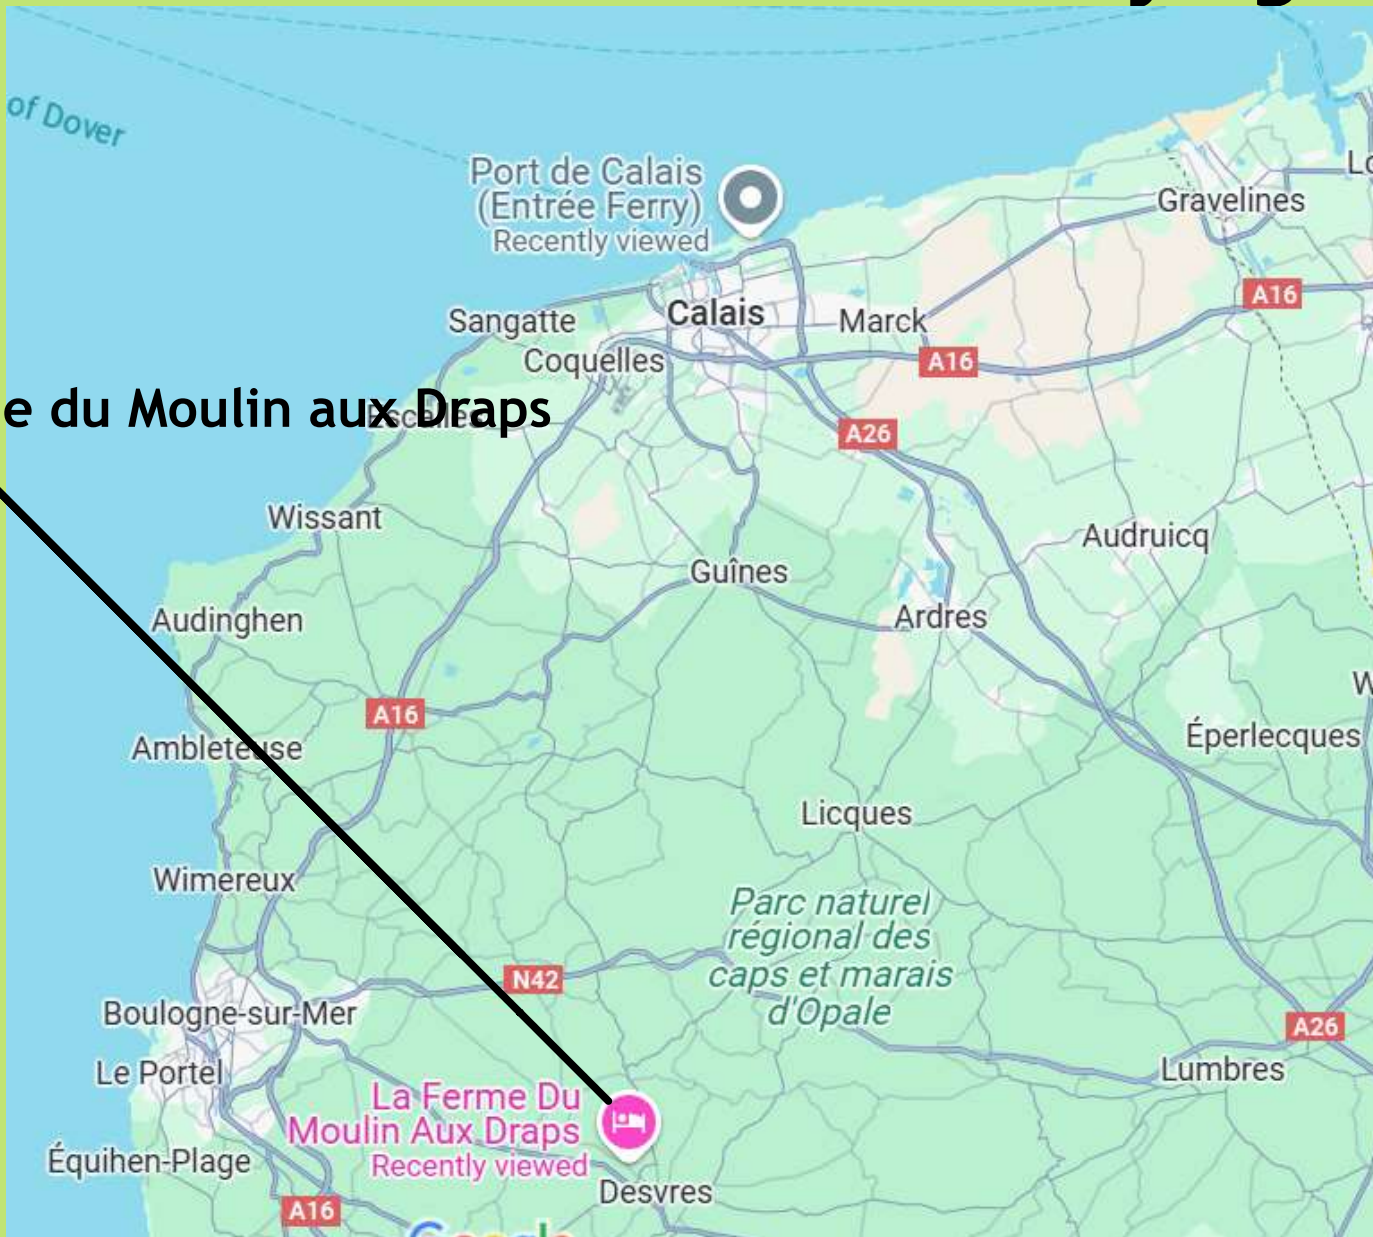 of Dover
Port de Calais
(Entrée Ferry)
Recently viewed
Gravelines
A16
Sangatte
Calais
Marck
Coquelles
A16
e du Moulin aux Draps
Escalles
A26
Wissant
Audruicq
Guînes
Audinghen
Ardres
A16
Ambleteuse
Éperlecques
Licques
Wimereux
Parc naturel
régional des
caps et marais
d'Opale
N42
Boulogne-sur-Mer
A26
Le Portel
Lumbres
La Ferme Du
Moulin Aux Draps
Recently viewed
Équihen-Plage
Desvres
A16